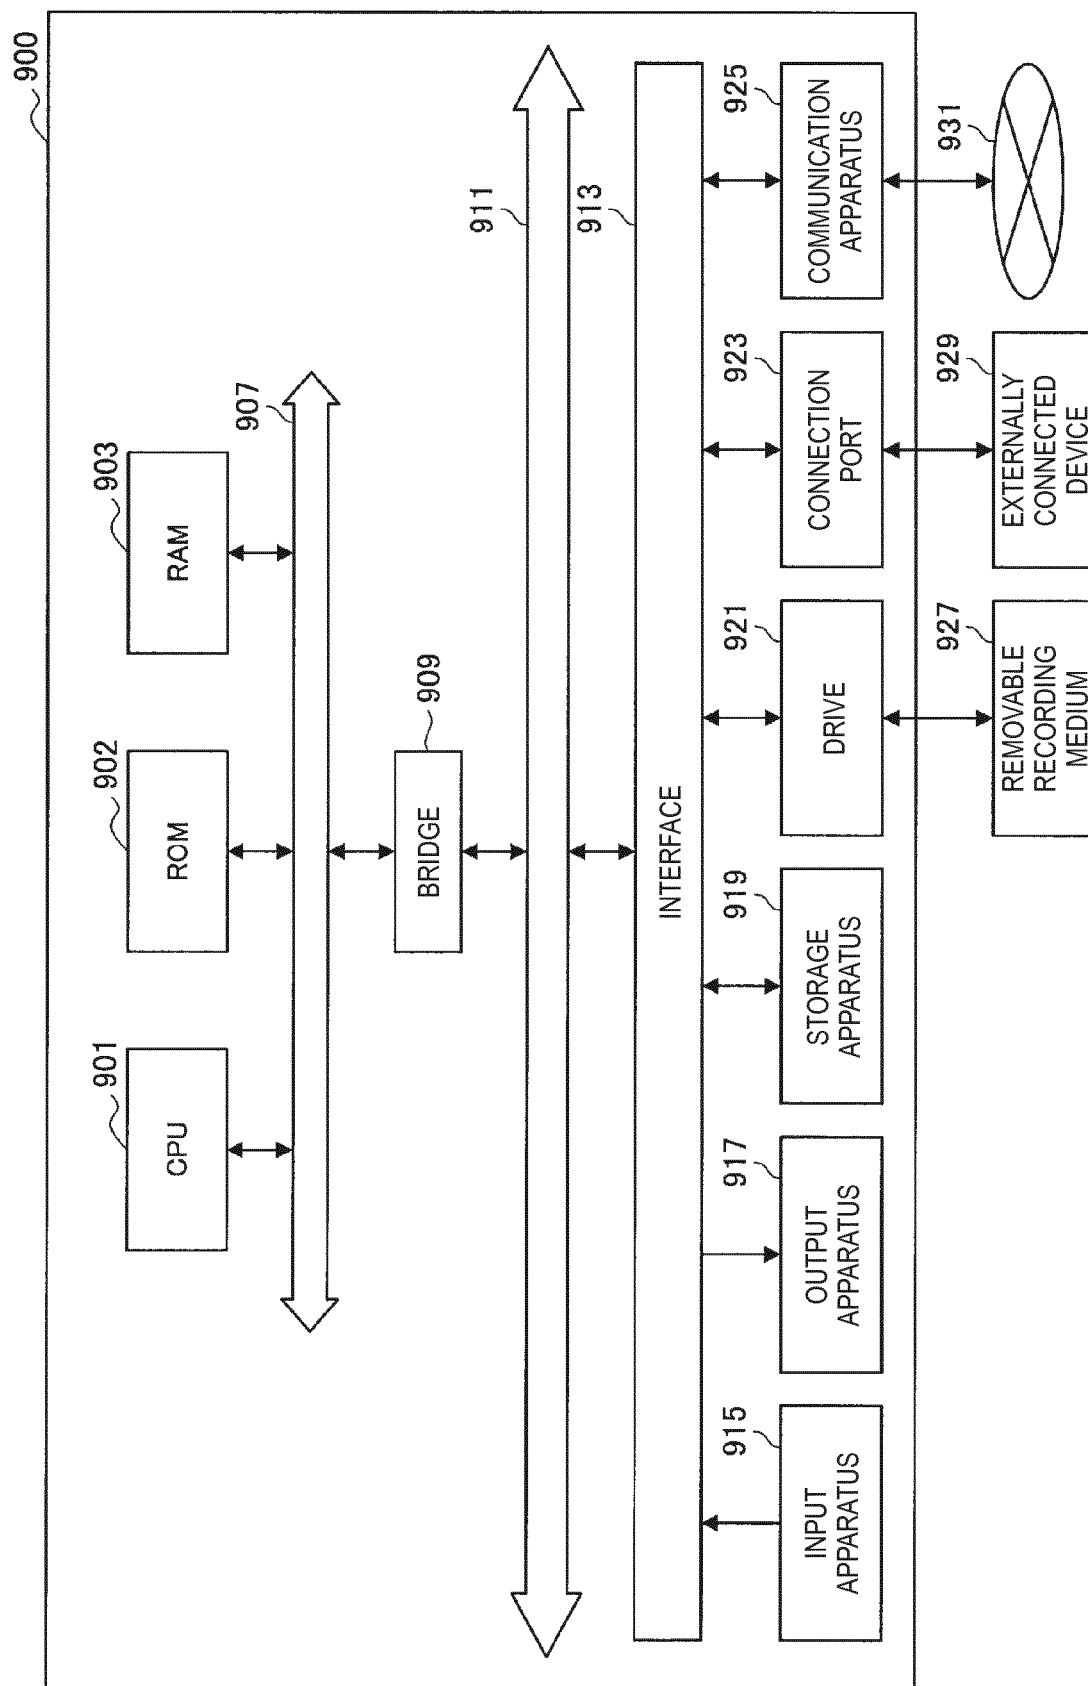 900
901
CPU
902
ROM
903
RAM
907
909
BRIDGE
911
913
INTERFACE
915
INPUT
APPARATUS
917
OUTPUT
APPARATUS
919
STORAGE
APPARATUS
921
DRIVE
923
CONNECTION
PORT
925
COMMUNICATION
APPARATUS
927
REMOVABLE
RECORDING
MEDIUM
929
EXTERNALLY
CONNECTED
DEVICE
931